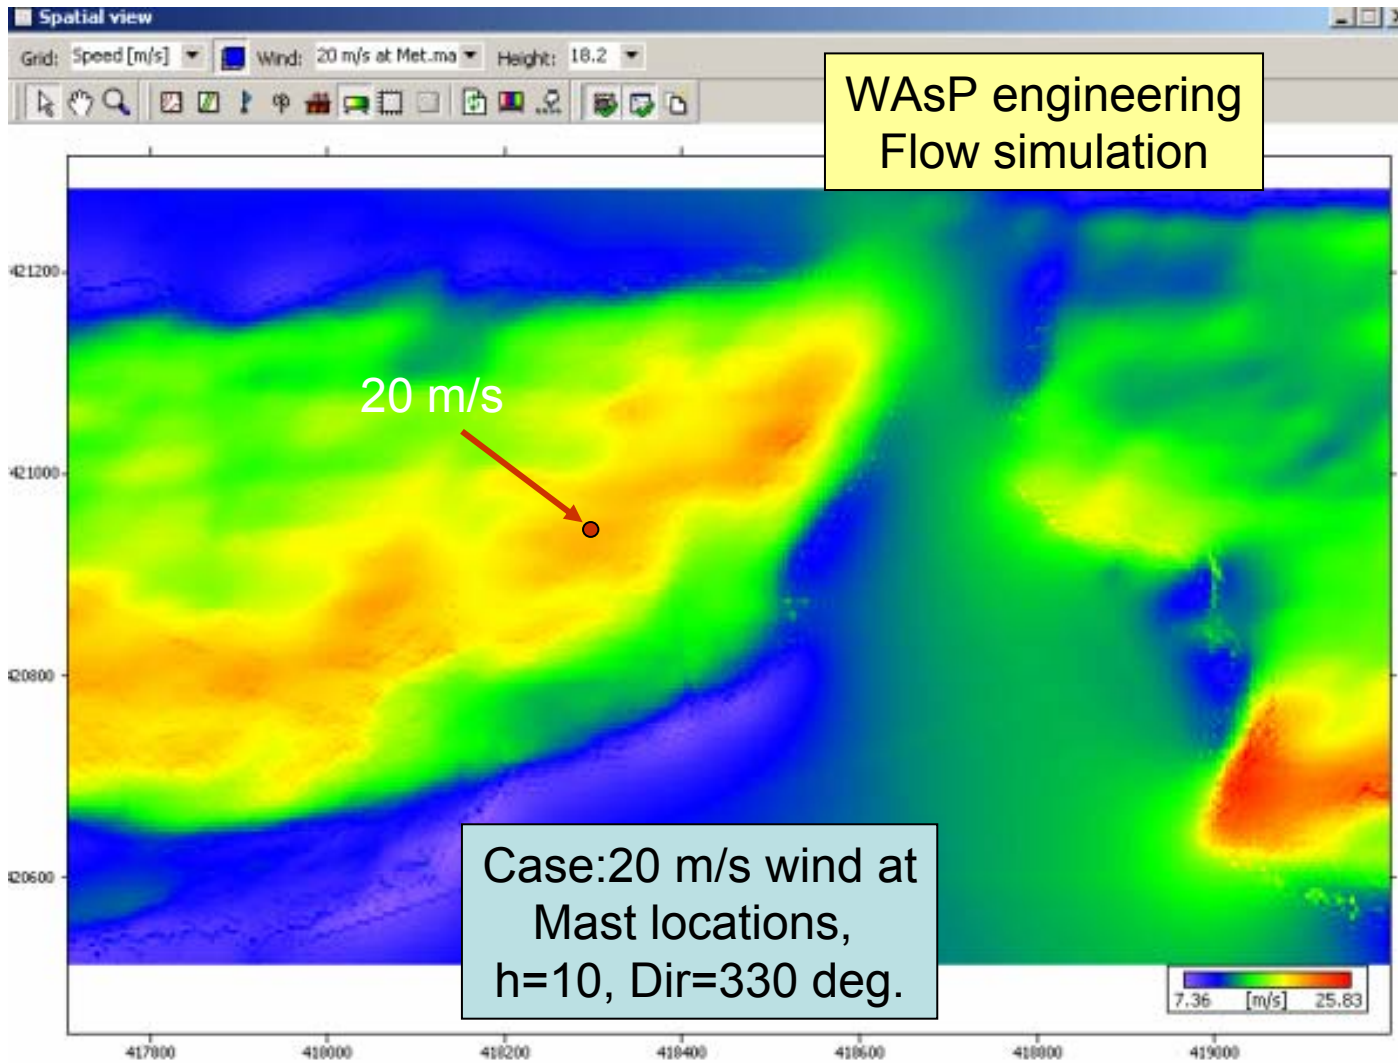 Spatial view
Grid: Speed [m/s] Wind: 20 m/s at Met.ma Height: 18.2
WAsP engineering
Flow simulation
421200
20 m/s
421000
420800
420600
Case:20 m/s wind at
Mast locations,
h=10, Dir=330 deg.
7.36 [m/s] 25.83
417800 418000 418200 418400 418600 418800 419000